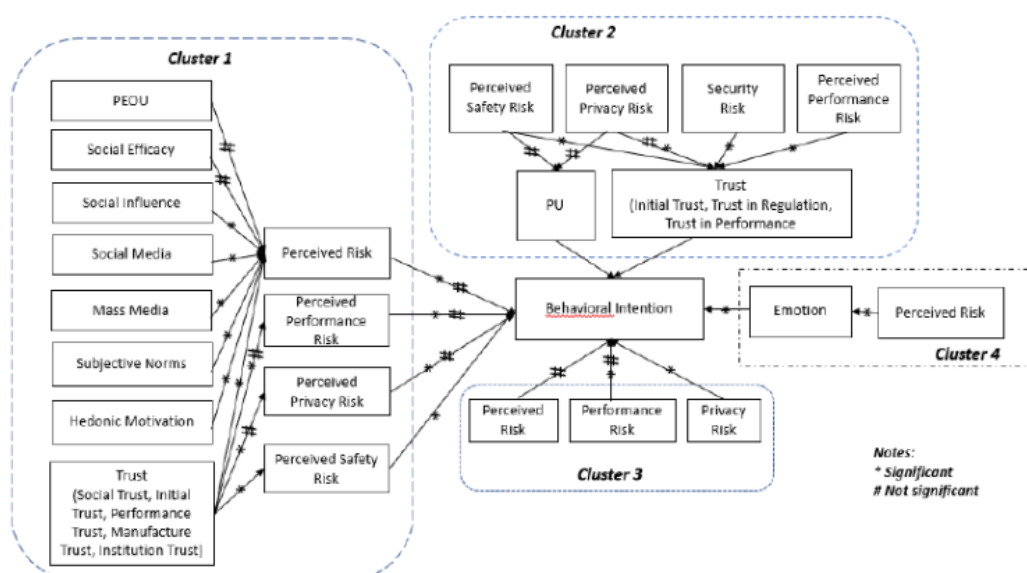 Cluster 1
PEOU
Social Efficacy
Social Influence
Social Media
Mass Media
Subjective Norms
Hedonic Motivation
Trust
(Social Trust, Initial
Trust, Performance
Trust, Manufacture
Trust, Institution Trust)
Perceived Risk
Perceived
Performance
Risk
Perceived
Privacy Risk
Perceived Safety
Risk
Cluster 2
Perceived
Safety Risk
Perceived
Privacy Risk
Security
Risk
Perceived
Performance
Risk
PU
Trust
(Initial Trust, Trust in Regulation,
Trust in Performance
Behavioral Intention
Emotion
Perceived Risk
Cluster 4
Perceived
Risk
Performance
Risk
Privacy
Risk
Cluster 3
Notes:
* Significant
# Not significant